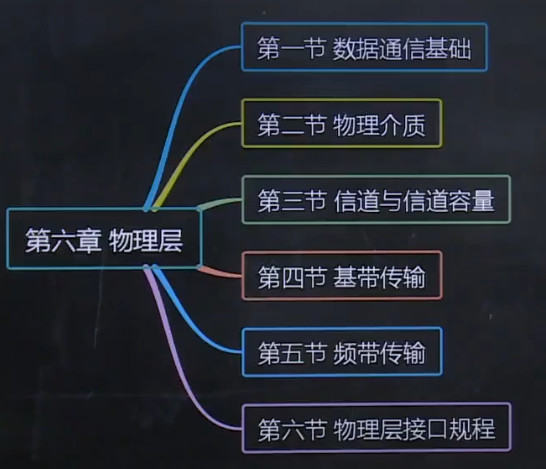 第一节 数据通信基础
第二节 物理介质
第三节 信道与信道容量
第六章 物理层
第四节 基带传输
第五节 频带传输
第六节 物理层接口规程